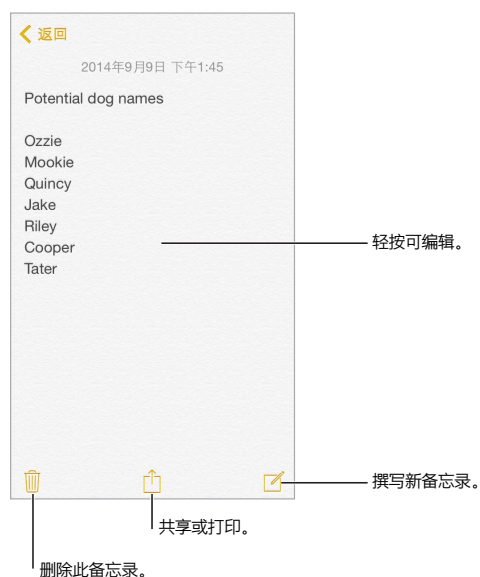 返回
2014年9月9日 下午1:45
Potential dog names
Ozzie
Mookie
Quincy
Jake
Riley
Cooper
Tater
轻按可编辑。
撰写新备忘录。
共享或打印。
删除此备忘录。